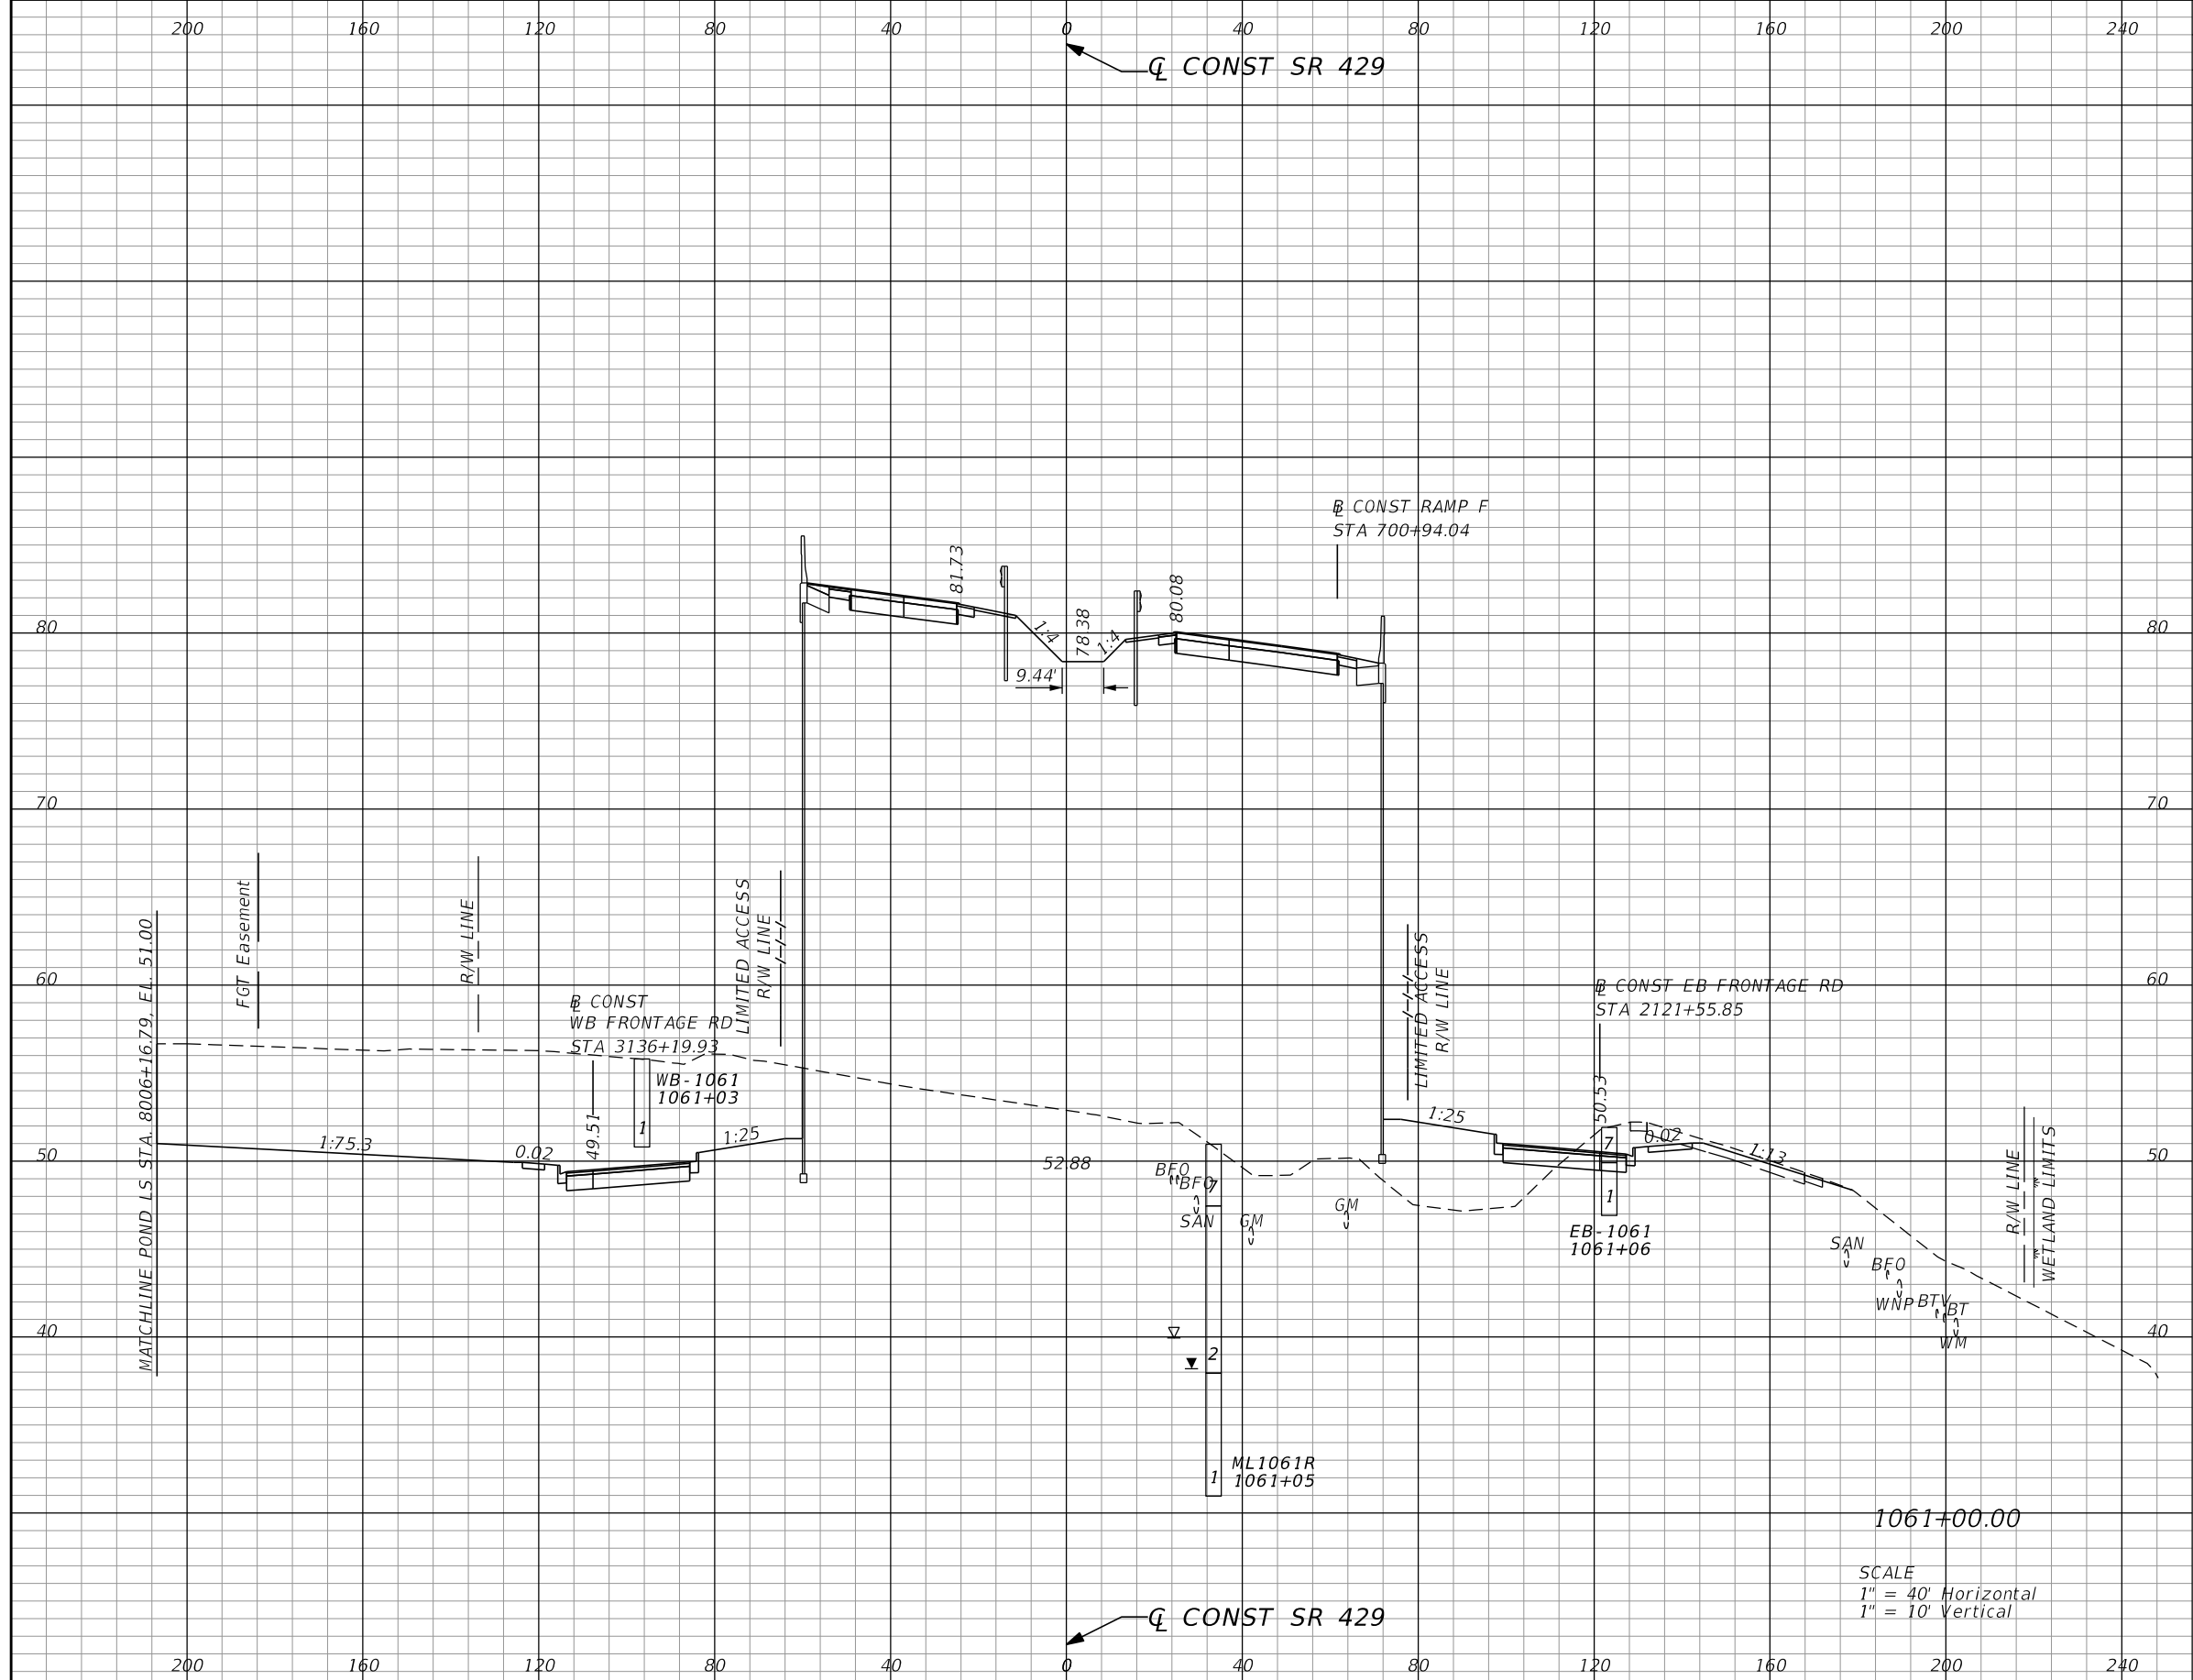 200 160 120 80 40 0 40 80 120 160 200 240
℄ CONST SR 429
B CONST RAMP F
STA 700+94.04
81.73
80.08
78.38
1:4
1:4
9.44'
80 80
70 70
60 60
50 50
40 40
MATCHLINE POND LS STA. 8006+16.79, EL. 51.00
FGT Easement
R/W LINE
LIMITED ACCESS
R/W LINE
B CONST
WB FRONTAGE RD
STA 3136+19.93
WB-1061
1061+03
1
49.51
1:75.3
0.02
1:25
52.88
BFO
BFO
SAN
GM
GM
7
2
1
ML1061R
1061+05
LIMITED ACCESS
R/W LINE
1:25
B CONST EB FRONTAGE RD
STA 2121+55.85
50.53
7
1
EB-1061
1061+06
0.02
1:13
SAN
BFO
WNP
BTV
BT
WM
R/W LINE
WETLAND LIMITS
1061+00.00
SCALE
1" = 40' Horizontal
1" = 10' Vertical
℄ CONST SR 429
200 160 120 80 40 0 40 80 120 160 200 240